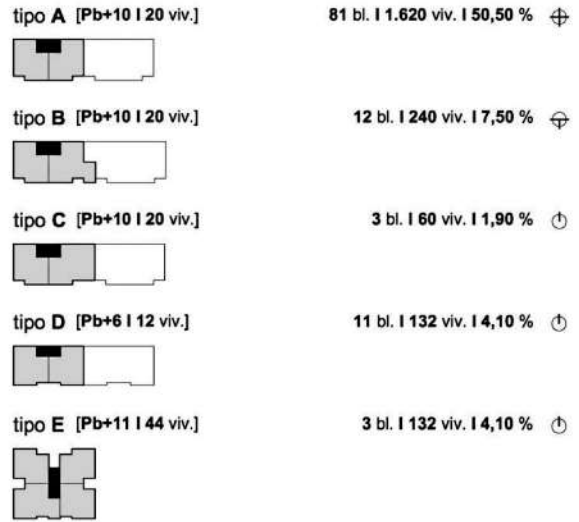 tipo A [Pb+10 I 20 viv.] 81 bl. I 1.620 viv. I 50,50 %
tipo B [Pb+10 I 20 viv.] 12 bl. I 240 viv. I 7,50 %
tipo C [Pb+10 I 20 viv.] 3 bl. I 60 viv. I 1,90 %
tipo D [Pb+6 I 12 viv.] 11 bl. I 132 viv. I 4,10 %
tipo E [Pb+11 I 44 viv.] 3 bl. I 132 viv. I 4,10 %